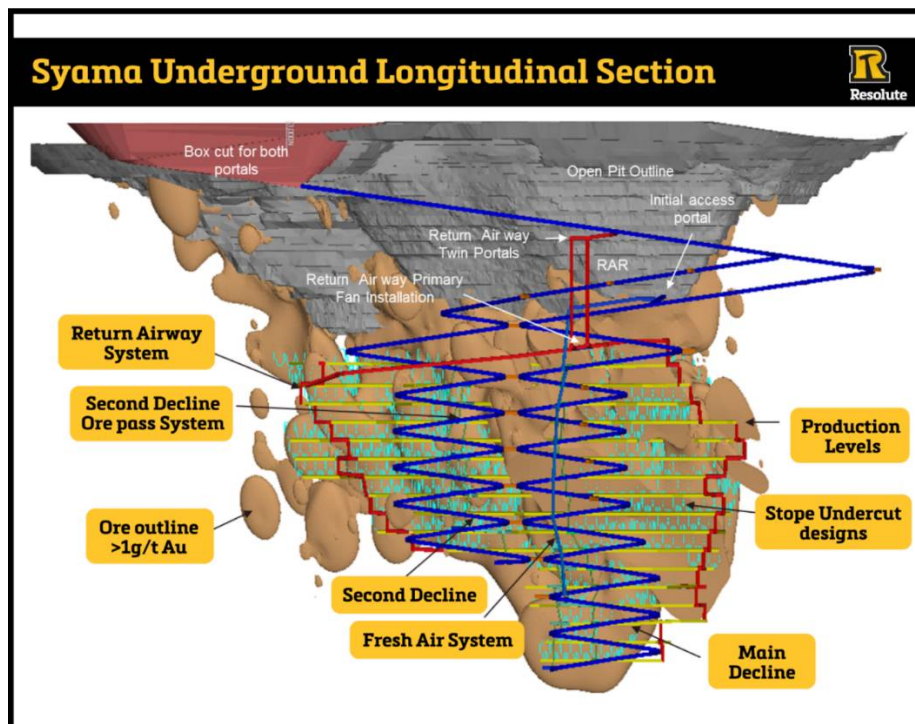 Syama Underground Longitudinal Section
Resolute
Box cut for both
portals
Open Pit Outline
Initial access
portal
Return Air way
Twin Portals
RAR
Return Air way Primary
Fan Installation
Return Airway
System
Second Decline
Ore pass System
Production
Levels
Ore outline
>1g/t Au
Stope Undercut
designs
Second Decline
Fresh Air System
Main
Decline